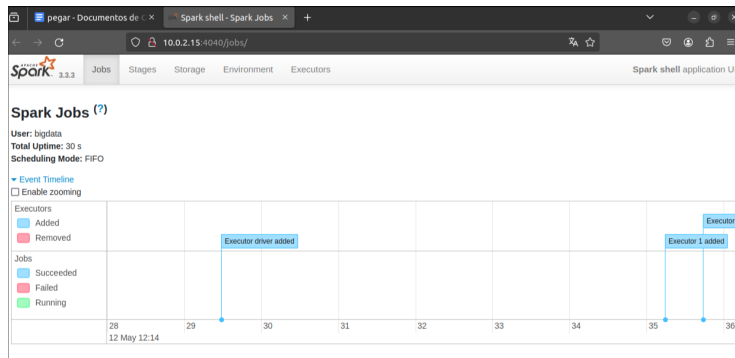 pegar - Documentos de
Spark shell - Spark Jobs
10.0.2.15:4040/jobs/
APACHE
Spark 3.3.3
Jobs
Stages
Storage
Environment
Executors
Spark shell application U
Spark Jobs (?)
User: bigdata
Total Uptime: 30 s
Scheduling Mode: FIFO
Event Timeline
Enable zooming
Executors
Added
Removed
Executor
Executor driver added
Executor 1 added
Jobs
Succeeded
Failed
Running
28 29 30 31 32 33 34 35 36
12 May 12:14